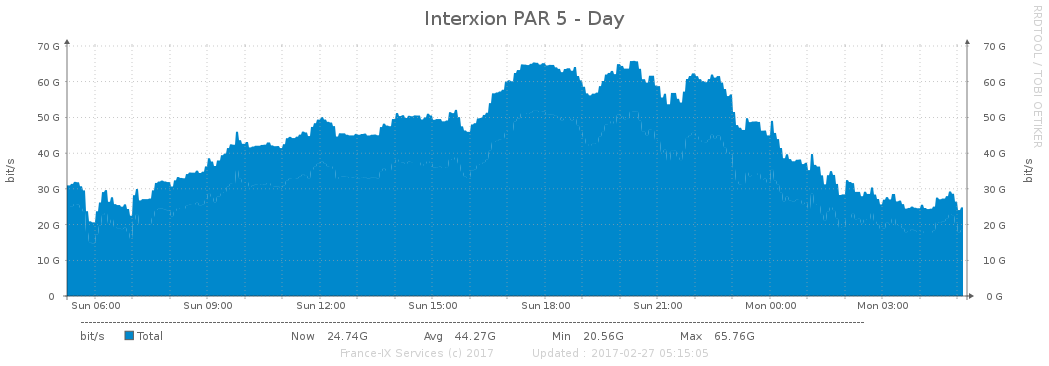 Interxion PAR 5 - Day
RRDTOOL / TOBI OETIKER
bit/s
70 G
60 G
50 G
40 G
30 G
20 G
10 G
0
70 G
60 G
50 G
40 G
30 G
20 G
10 G
0 G
bit/s
Sun 06:00 Sun 09:00 Sun 12:00 Sun 15:00 Sun 18:00 Sun 21:00 Mon 00:00 Mon 03:00
bit/s Total Now 24.74G Avg 44.27G Min 20.56G Max 65.76G
France-IX Services (c) 2017 Updated : 2017-02-27 05:15:05